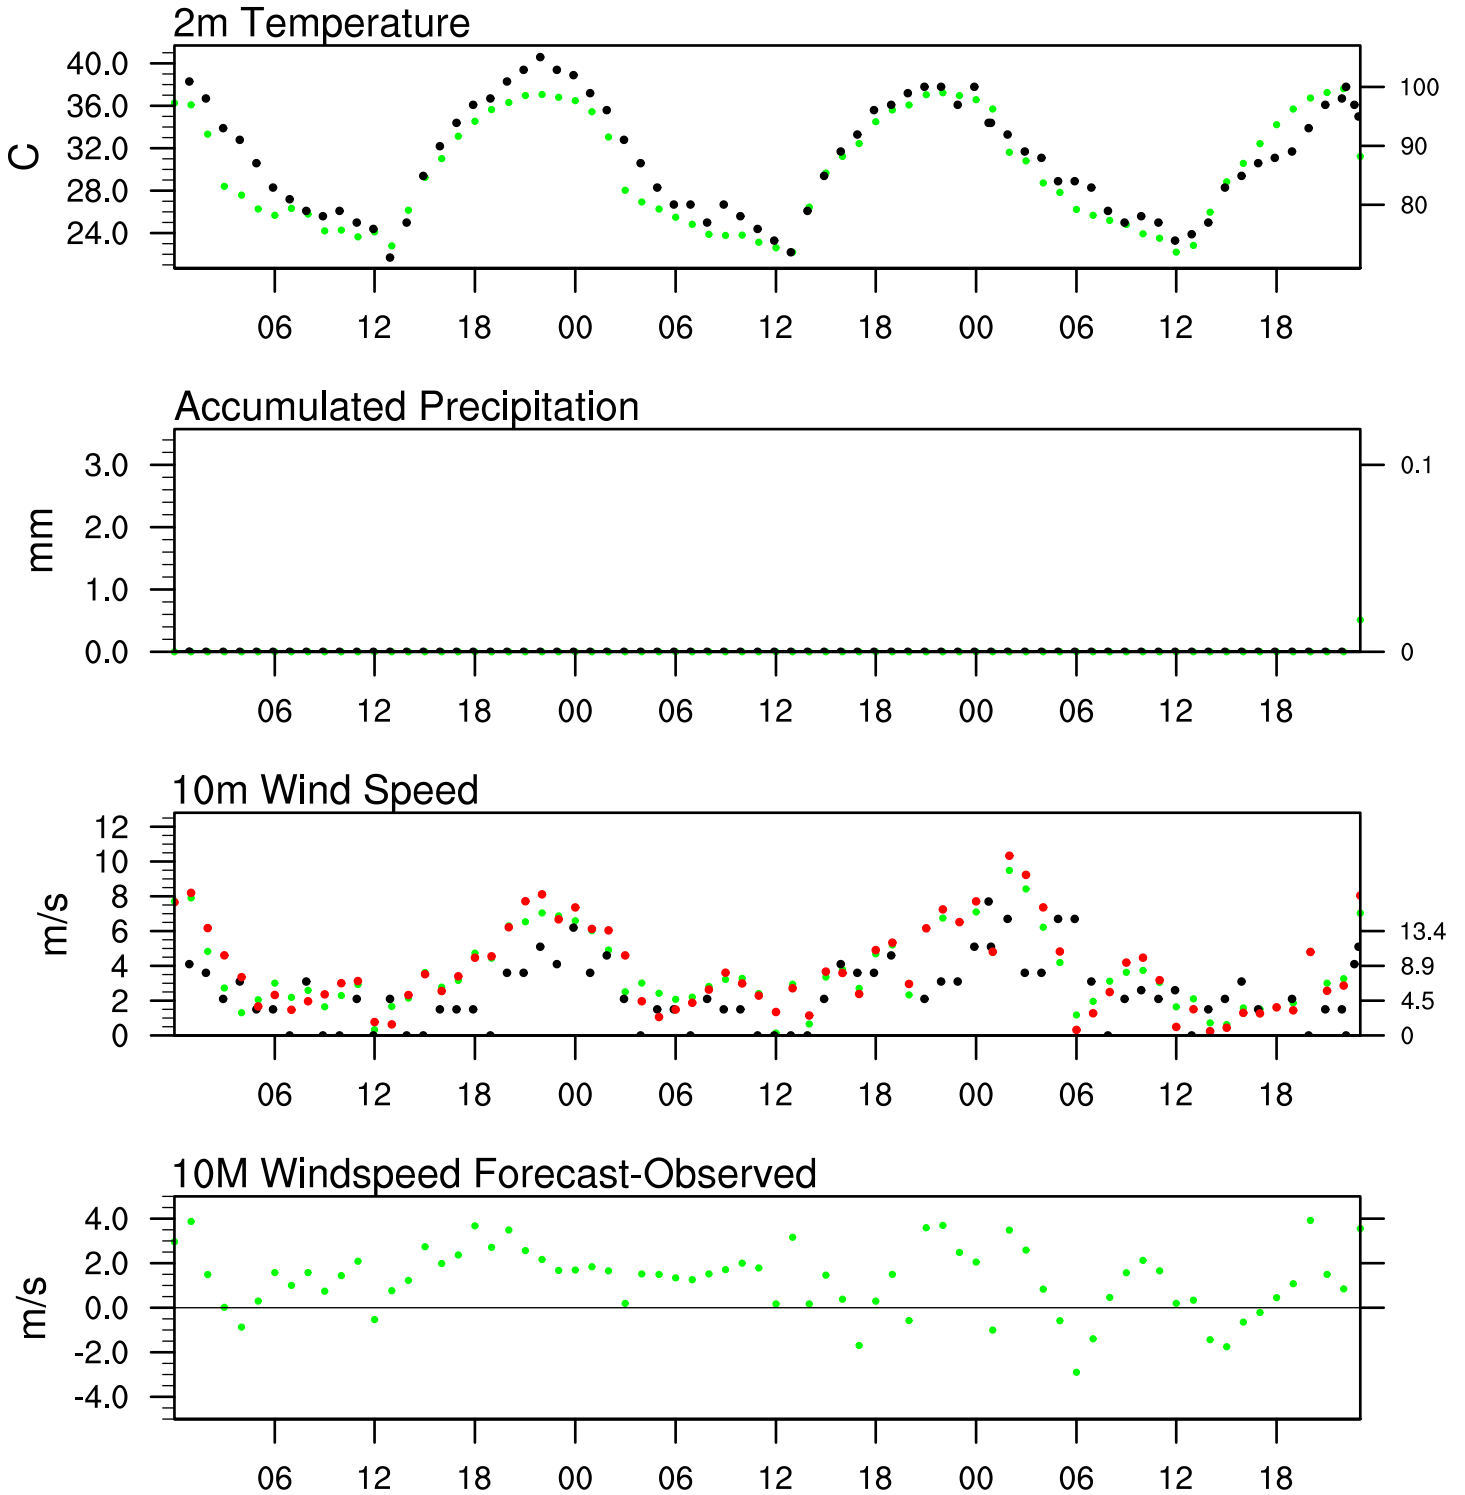 2m Temperature
40.0
36.0
32.0
28.0
24.0
C
100
90
80
06 12 18 00 06 12 18 00 06 12 18
Accumulated Precipitation
3.0
2.0
1.0
0.0
mm
0.1
0
06 12 18 00 06 12 18 00 06 12 18
10m Wind Speed
12
10
8
6
4
2
0
m/s
13.4
8.9
4.5
0
06 12 18 00 06 12 18 00 06 12 18
10M Windspeed Forecast-Observed
4.0
2.0
0.0
-2.0
-4.0
m/s
06 12 18 00 06 12 18 00 06 12 18